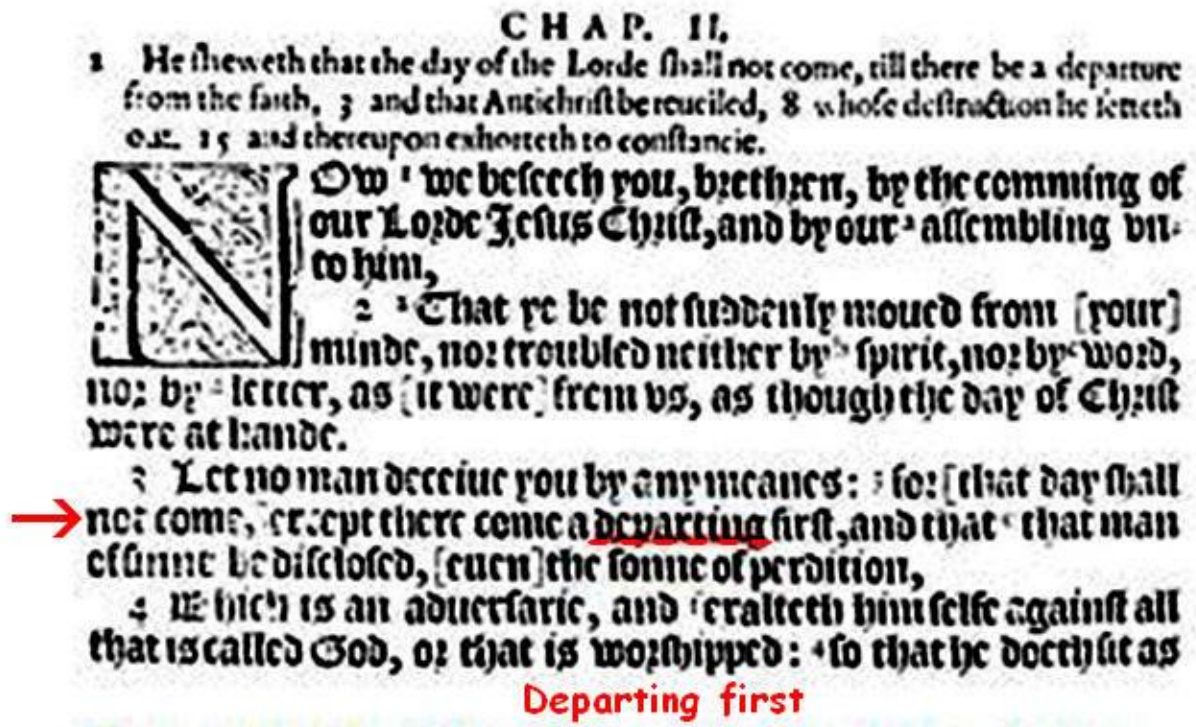 CHAP. II.
1 He ſheweth that the day of the Lorde ſhall not come, till there be a departure
from the faith, 3 and that Antichriſt be reueiled, 8 whoſe deſtruction he ſetteth
out. 15 and thereupon exhorteth to conſtancie.
NOw ¹ we beſeech you, brethren, by the comming of
our Lorde Jeſus Chriſt, and by our ᵃ aſſembling vn-
to him,
2 ² That ye be not ſuddenly moued from [your]
minde, nor troubled neither by ᵇ ſpirit, nor by ᶜ word,
nor by ᵈ letter, as [it were] from vs, as though the day of Chriſt
were at hande.
3 Let no man deceiue you by any meanes: ³ for [that day ſhall
not come, except there come a departing firſt, and that that man
of ſinne be diſcloſed, [euen] the ſonne of perdition,
4 Which is an aduerſarie, and exalteth him ſelfe againſt all
that is called God, or that is worſhipped: ⁴ ſo that he doeth ſit as
Departing first